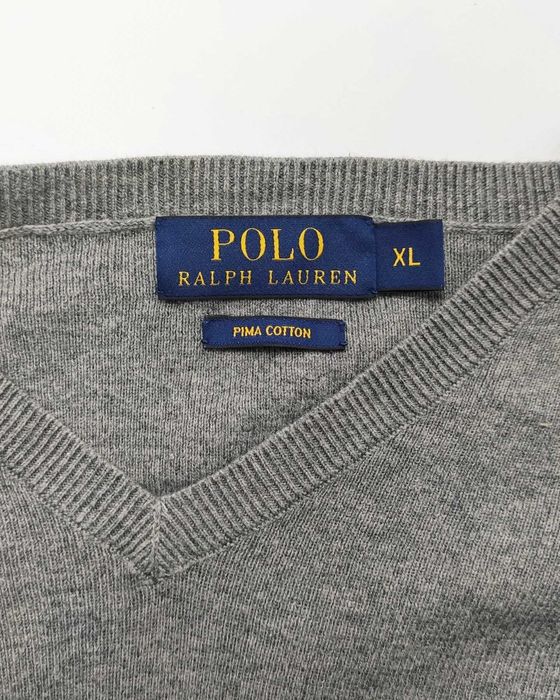 POLO
RALPH LAUREN
XL
PIMA COTTON